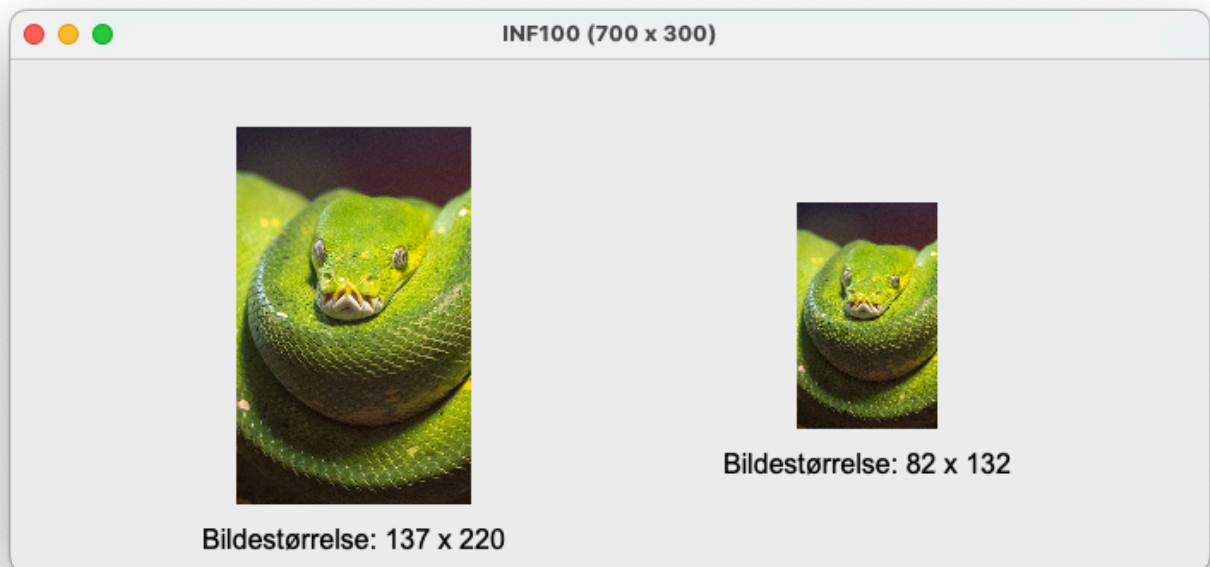 INF100 (700 x 300)
Bildestørrelse: 137 x 220
Bildestørrelse: 82 x 132